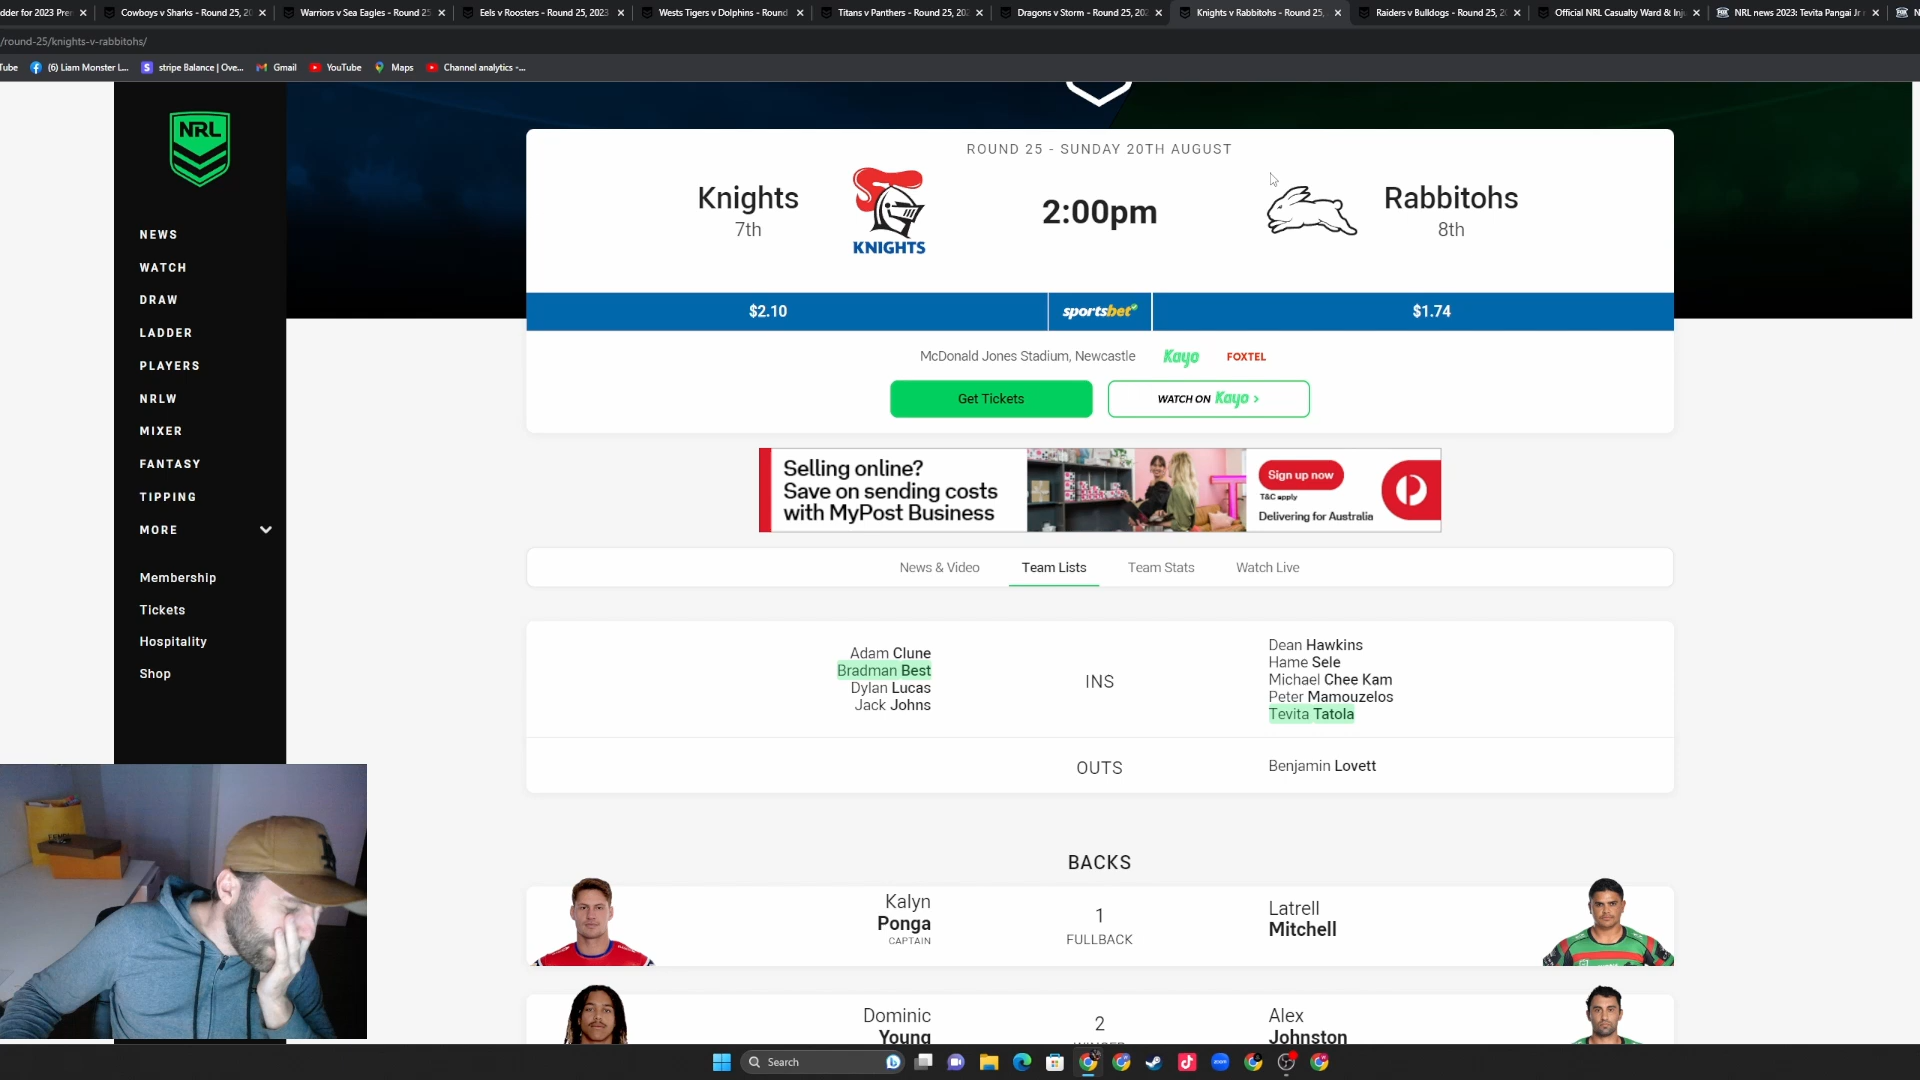 dder for 2023 Prer
Cowboys v Sharks - Round 25, 20
Warriors v Sea Eagles - Round 25
Eels v Roosters - Round 25, 2023
Wests Tigers v Dolphins - Round
Titans v Panthers - Round 25, 202
Dragons v Storm - Round 25, 202
Knights v Rabbitohs - Round 25,
Raiders v Bulldogs - Round 25, 20
Official NRL Casualty Ward & Inju
NRL news 2023: Tevita Pangai Jr
N
/round-25/knights-v-rabbitohs/
Tube
(6) Liam Monster L...
stripe Balance | Ove...
Gmail
YouTube
Maps
Channel analytics -...
NRL
NEWS
WATCH
DRAW
LADDER
PLAYERS
NRLW
MIXER
FANTASY
TIPPING
MORE
Membership
Tickets
Hospitality
Shop
ROUND 25 - SUNDAY 20TH AUGUST
Knights
7th
KNIGHTS
2:00pm
Rabbitohs
8th
$2.10
sportsbet
$1.74
McDonald Jones Stadium, Newcastle
Kayo
FOXTEL
Get Tickets
WATCH ON Kayo >
Selling online?
Save on sending costs
with MyPost Business
Sign up now
T&C apply
Delivering for Australia
News & Video
Team Lists
Team Stats
Watch Live
Adam Clune
Bradman Best
Dylan Lucas
Jack Johns
INS
Dean Hawkins
Hame Sele
Michael Chee Kam
Peter Mamouzelos
Tevita Tatola
OUTS
Benjamin Lovett
BACKS
Kalyn
Ponga
CAPTAIN
1
FULLBACK
Latrell
Mitchell
Dominic
Young
2
WINGER
Alex
Johnston
Search